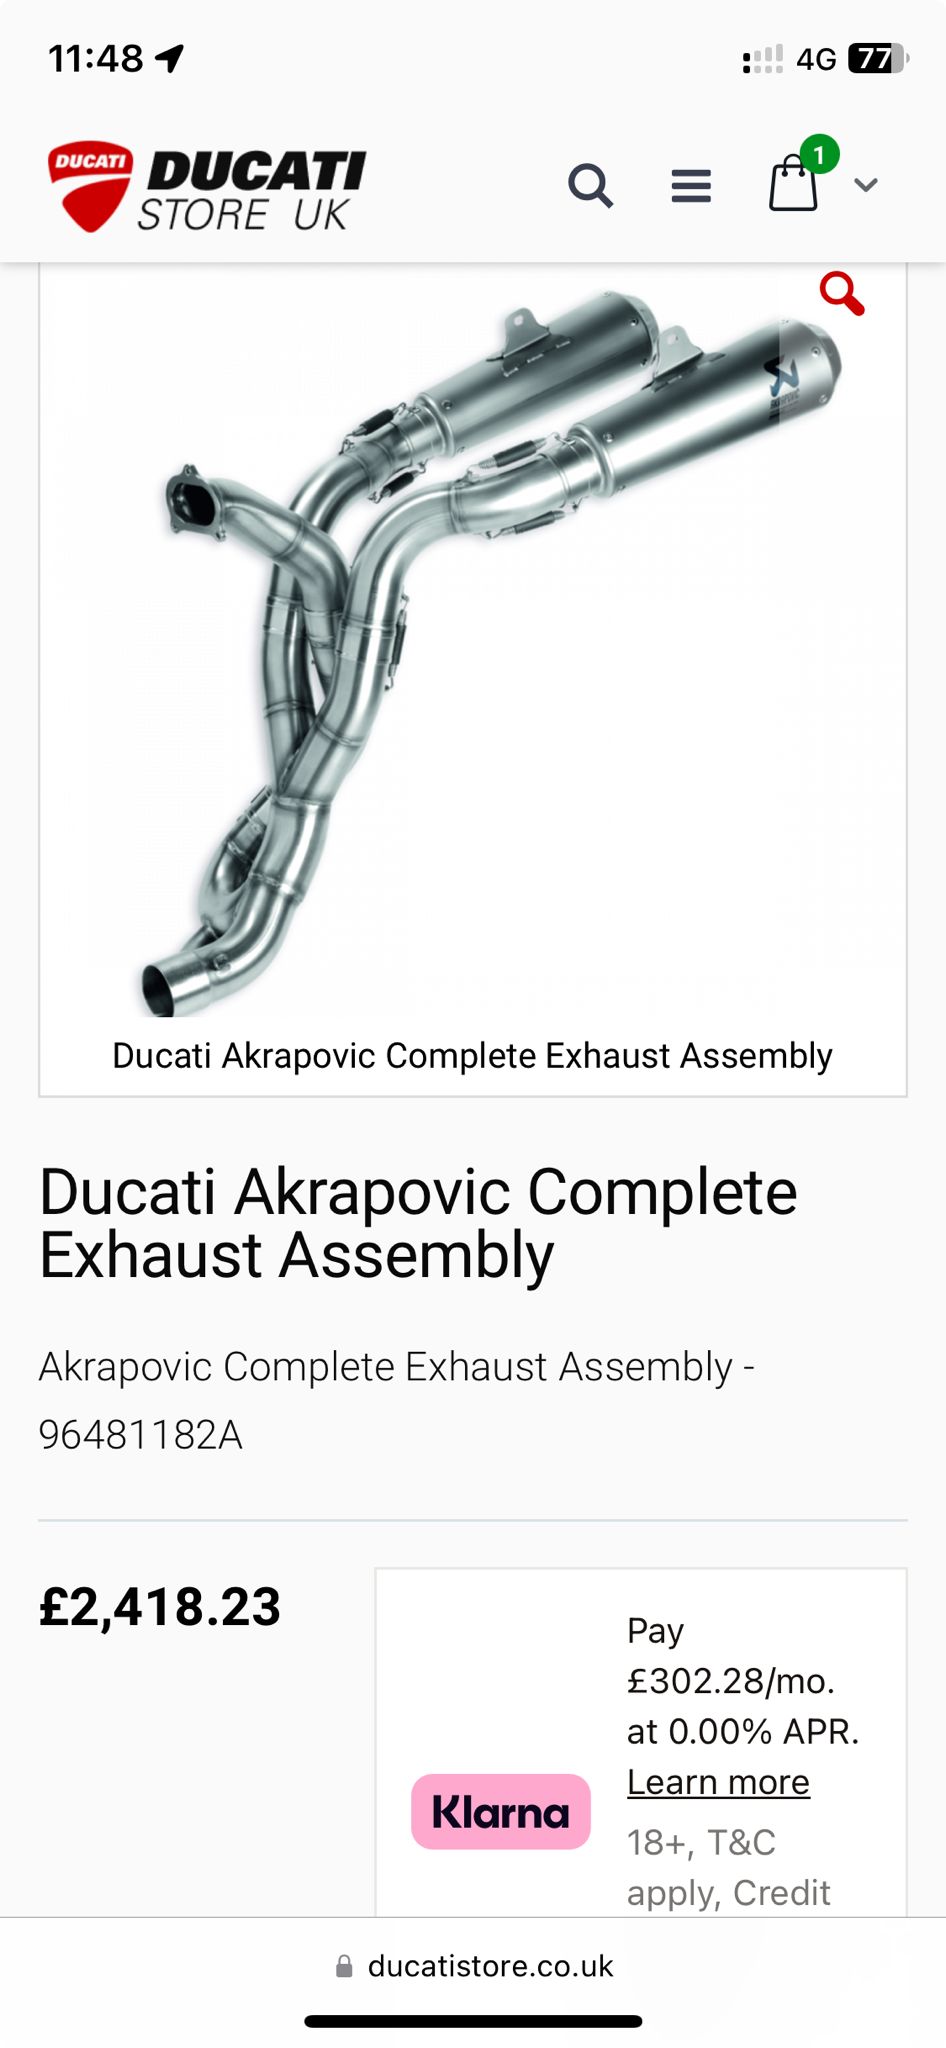 11:48
4G 77
DUCATI
DUCATI
STORE UK
1
AKRAPOVIC
Ducati Akrapovic Complete Exhaust Assembly
Ducati Akrapovic Complete
Exhaust Assembly
Akrapovic Complete Exhaust Assembly -
96481182A
£2,418.23
Pay
£302.28/mo.
at 0.00% APR.
Learn more
Klarna
18+, T&C
apply, Credit
ducatistore.co.uk